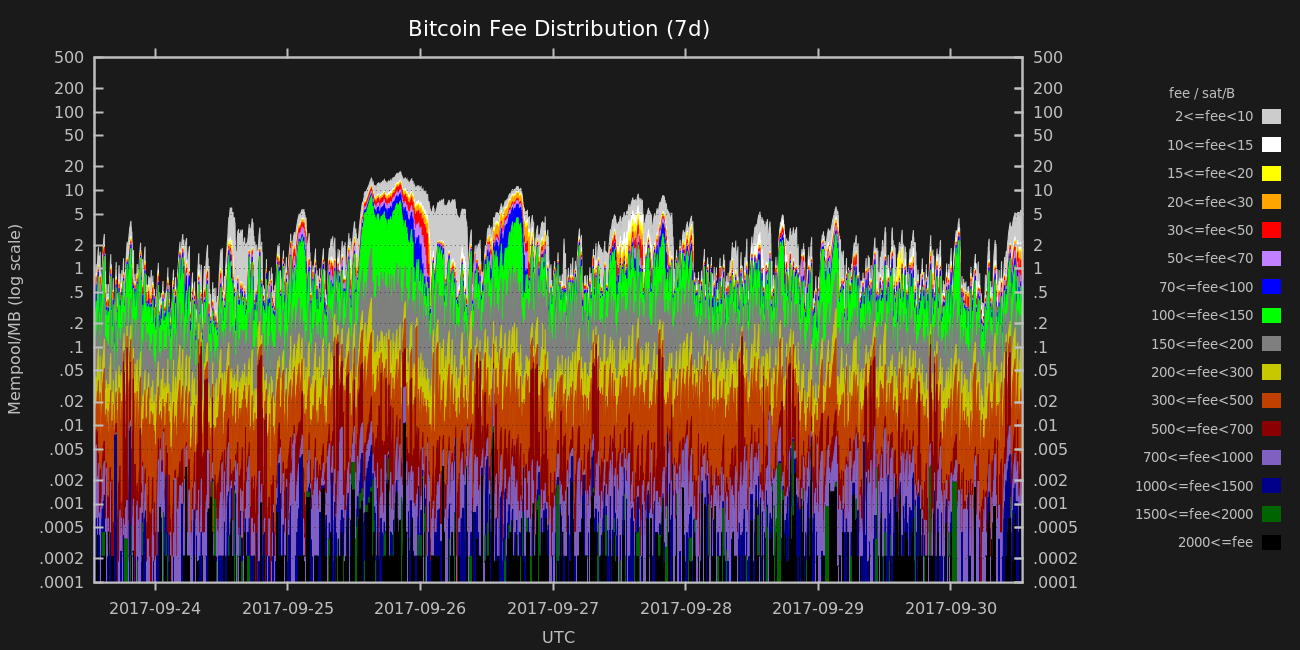 Bitcoin Fee Distribution (7d)
Mempool/MB (log scale)
500
200
100
50
20
10
5
2
1
.5
.2
.1
.05
.02
.01
.005
.002
.001
.0005
.0002
.0001
500
200
100
50
20
10
5
2
1
.5
.2
.1
.05
.02
.01
.005
.002
.001
.0005
.0002
.0001
2017-09-24 2017-09-25 2017-09-26 2017-09-27 2017-09-28 2017-09-29 2017-09-30
UTC
fee / sat/B
2<=fee<10
10<=fee<15
15<=fee<20
20<=fee<30
30<=fee<50
50<=fee<70
70<=fee<100
100<=fee<150
150<=fee<200
200<=fee<300
300<=fee<500
500<=fee<700
700<=fee<1000
1000<=fee<1500
1500<=fee<2000
2000<=fee